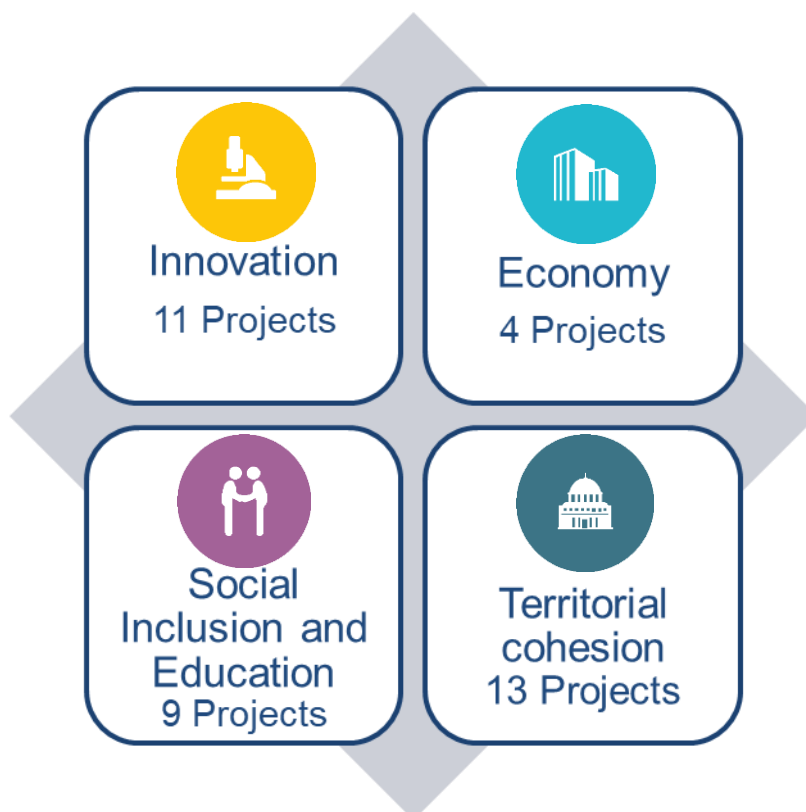 Innovation
11 Projects
Economy
4 Projects
Social
Inclusion and
Education
9 Projects
Territorial
cohesion
13 Projects